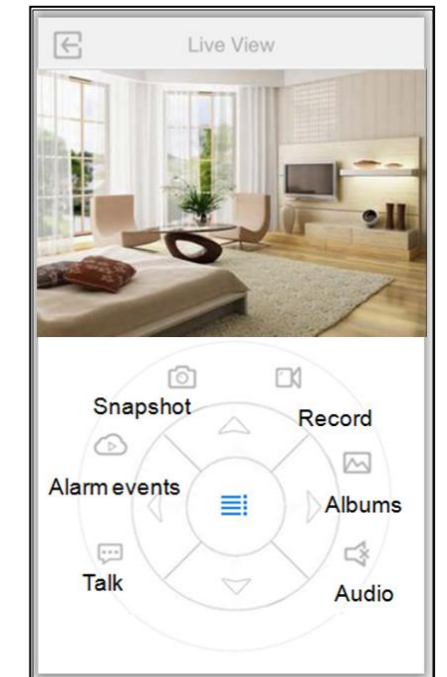 Live View
Snapshot
Record
Alarm events
Albums
Talk
Audio